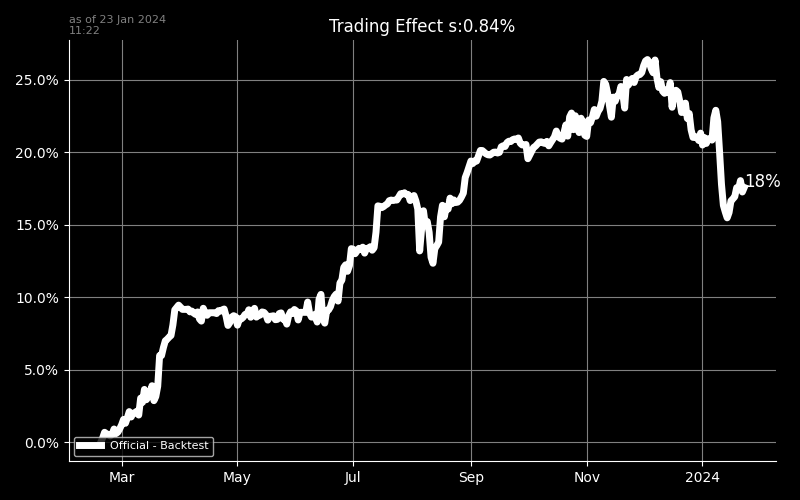 as of 23 Jan 2024
11:22
Trading Effect s:0.84%
25.0%
20.0%
15.0%
10.0%
5.0%
0.0%
18%
Official - Backtest
Mar May Jul Sep Nov 2024